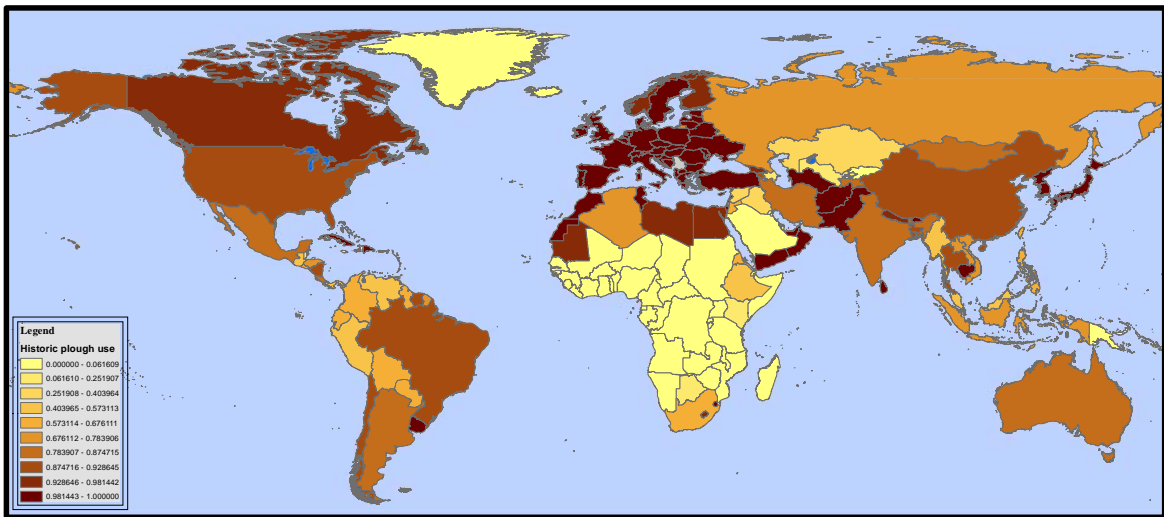 Legend
Historic plough use
0.000000 - 0.061609
0.061610 - 0.251907
0.251908 - 0.403964
0.403965 - 0.573113
0.573114 - 0.676111
0.676112 - 0.783906
0.783907 - 0.874715
0.874716 - 0.928645
0.928646 - 0.981442
0.981443 - 1.000000